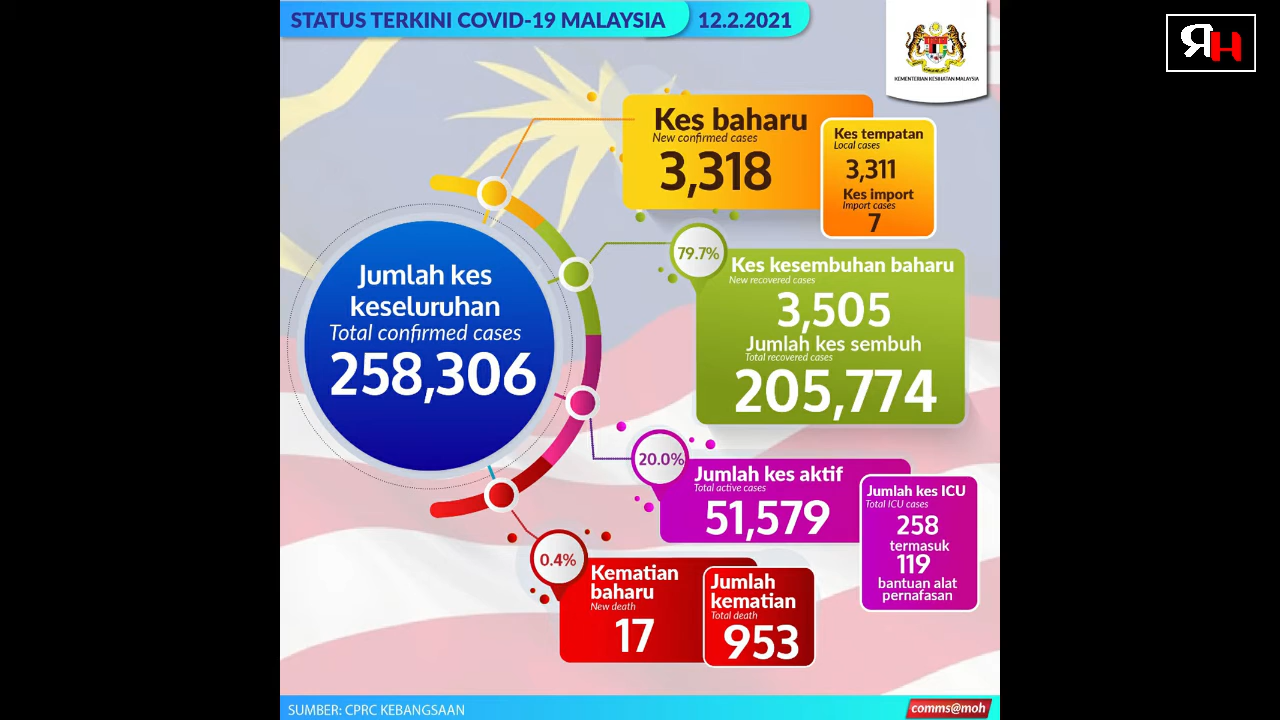 STATUS TERKINI COVID-19 MALAYSIA
12.2.2021
KEMENTERIAN KESIHATAN MALAYSIA
RH
Kes baharu
New confirmed cases
3,318
Kes tempatan
Local cases
3,311
Kes import
Import cases
7
Jumlah kes
keseluruhan
Total confirmed cases
258,306
79.7%
Kes kesembuhan baharu
New recovered cases
3,505
Jumlah kes sembuh
Total recovered cases
205,774
20.0%
Jumlah kes aktif
Total active cases
51,579
Jumlah kes ICU
Total ICU cases
258
termasuk
119
bantuan alat
pernafasan
0.4%
Kematian
baharu
New death
17
Jumlah
kematian
Total death
953
SUMBER: CPRC KEBANGSAAN
comms@moh